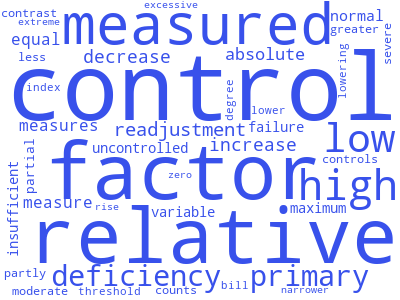 excessive
contrast
extreme
measured
normal
greater
severe
equal
less
decrease
absolute
lowering
control
index
degree
lower
measures
readjustment
failure
low
partial
uncontrolled
increase
controls
insufficient
factor
zero
high
measure
rise
variable
maximum
relative
partly
deficiency
bill
primary
moderate
threshold
counts
narrower